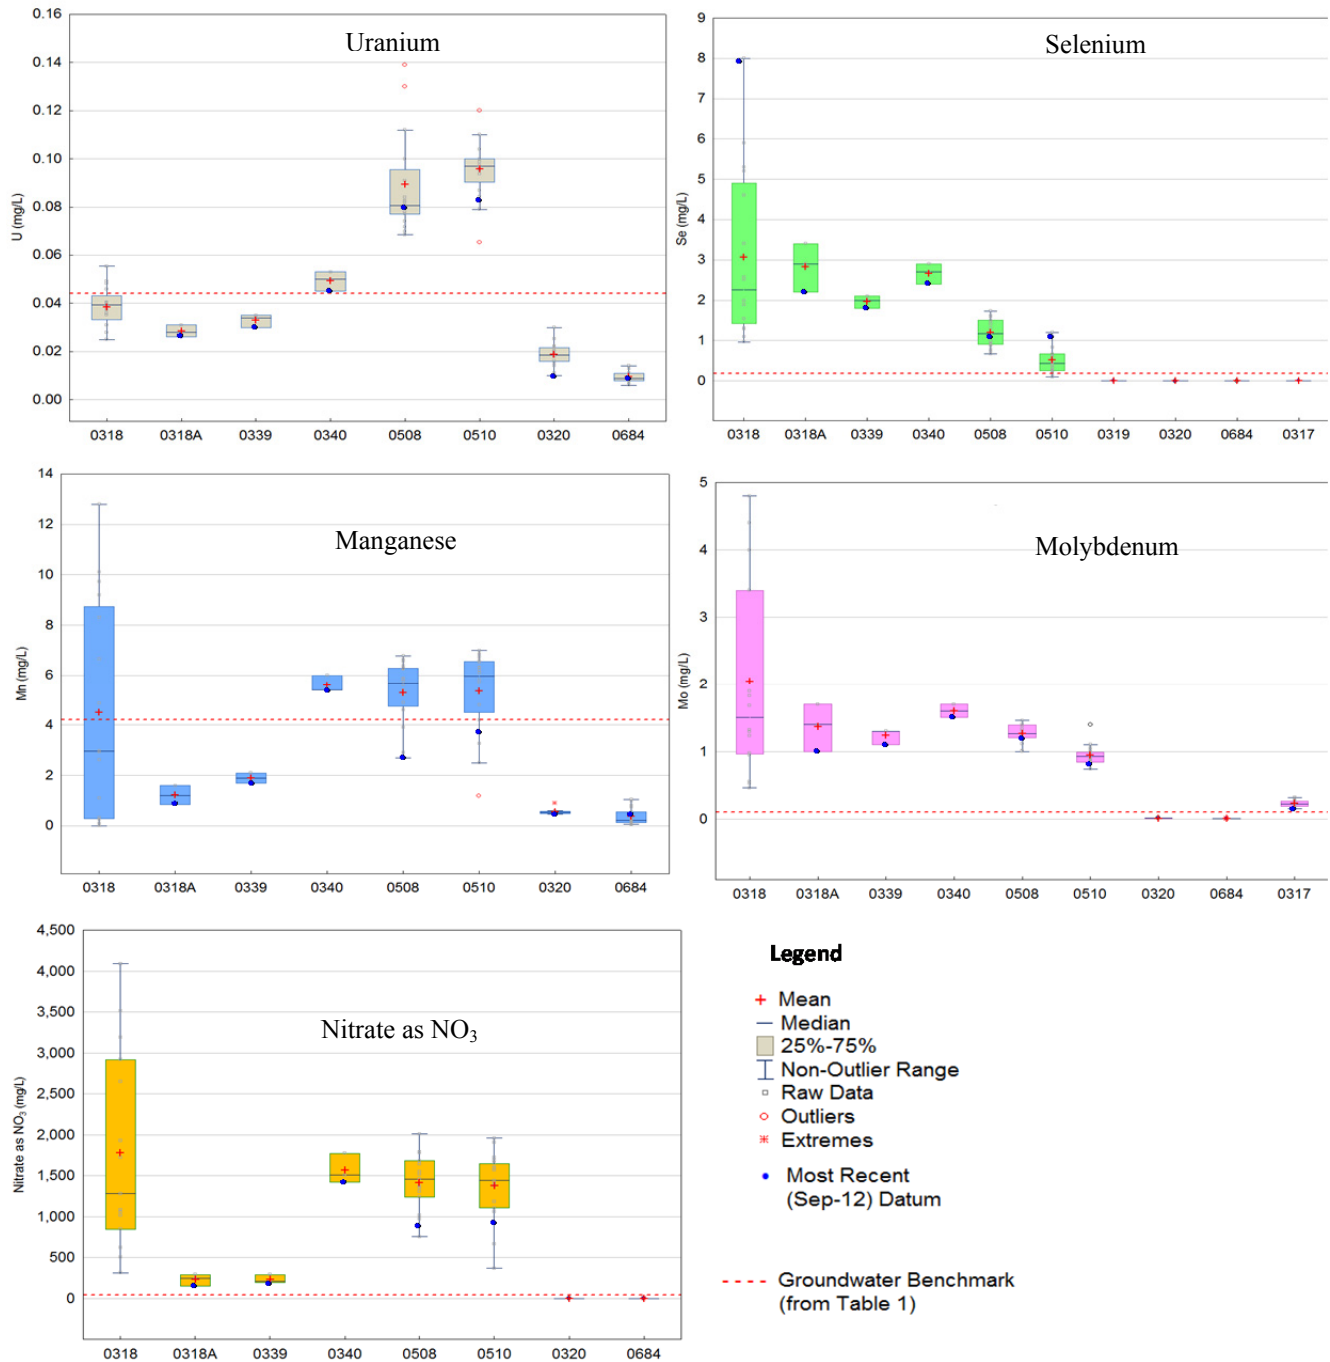 Uranium
U (mg/L)
0.16
0.14
0.12
0.10
0.08
0.06
0.04
0.02
0.00
0318 0318A 0339 0340 0508 0510 0320 0684
Selenium
Se (mg/L)
9
8
7
6
5
4
3
2
1
0
0318 0318A 0339 0340 0508 0510 0319 0320 0684 0317
Manganese
Mn (mg/L)
14
12
10
8
6
4
2
0
0318 0318A 0339 0340 0508 0510 0320 0684
Molybdenum
Mo (mg/L)
5
4
3
2
1
0
0318 0318A 0339 0340 0508 0510 0320 0684 0317
Nitrate as NO₃
Nitrate as NO₃ (mg/L)
4,500
4,000
3,500
3,000
2,500
2,000
1,500
1,000
500
0
0318 0318A 0339 0340 0508 0510 0320 0684
Legend
Mean
Median
25%-75%
Non-Outlier Range
Raw Data
Outliers
Extremes
Most Recent
(Sep-12) Datum
Groundwater Benchmark
(from Table 1)